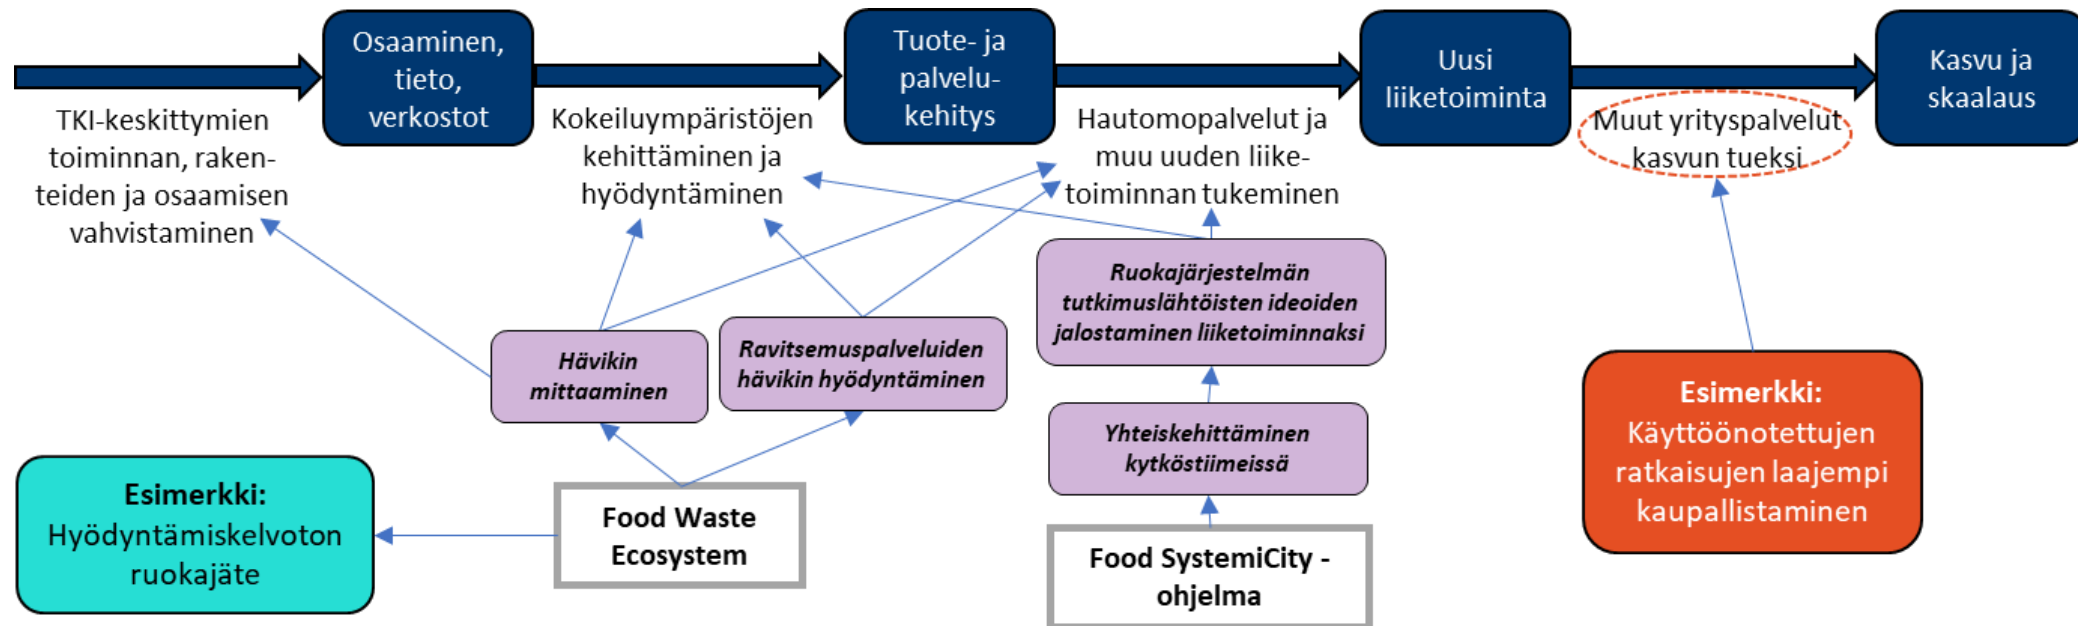 Osaaminen,
tieto,
verkostot
Tuote- ja
palvelu-
kehitys
Uusi
liiketoiminta
Kasvu ja
skaalaus
TKI-keskittymien
toiminnan, raken-
teiden ja osaamisen
vahvistaminen
Kokeiluympäristöjen
kehittäminen ja
hyödyntäminen
Hautomopalvelut ja
muu uuden liike-
toiminnan tukeminen
Muut yrityspalvelut
kasvun tueksi
Hävikin
mittaaminen
Ravitsemuspalveluiden
hävikin hyödyntäminen
Ruokajärjestelmän
tutkimuslähtöisten ideoiden
jalostaminen liiketoiminnaksi
Yhteiskehittäminen
kytköstiimeissä
Esimerkki:
Hyödyntämiskelvoton
ruokajäte
Food Waste
Ecosystem
Food SystemiCity -
ohjelma
Esimerkki:
Käyttöönotettujen
ratkaisujen laajempi
kaupallistaminen